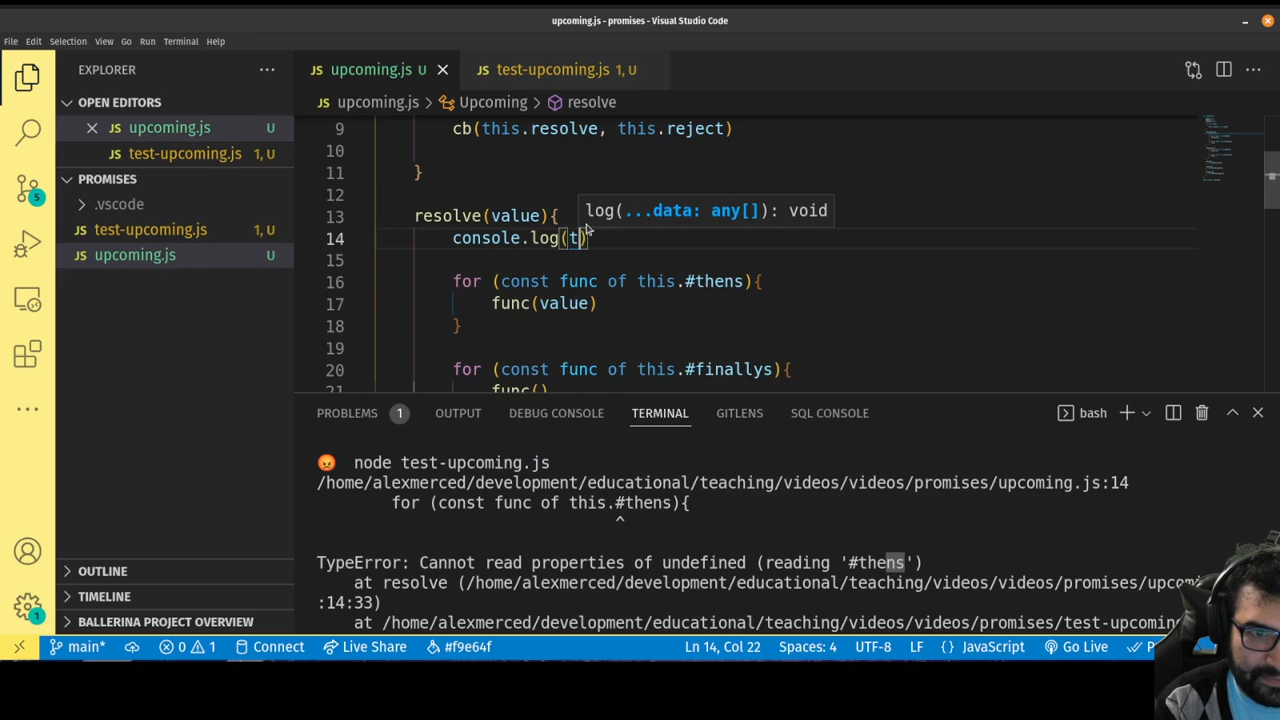 upcoming.js - promises - Visual Studio Code
File Edit Selection View Go Run Terminal Help
EXPLORER
OPEN EDITORS
upcoming.js U
test-upcoming.js 1, U
PROMISES
.vscode
test-upcoming.js 1, U
upcoming.js U
OUTLINE
TIMELINE
BALLERINA PROJECT OVERVIEW
5
1
JS upcoming.js U JS test-upcoming.js 1, U
JS upcoming.js > Upcoming > resolve
9 cb(this.resolve, this.reject)
10
11 }
12
log(...data: any[]): void
13 resolve(value){
14 console.log(t)
15
16 for (const func of this.#thens){
17 func(value)
18 }
19
20 for (const func of this.#finallys){
21 func()
PROBLEMS 1 OUTPUT DEBUG CONSOLE TERMINAL GITLENS SQL CONSOLE bash
node test-upcoming.js
/home/alexmerced/development/educational/teaching/videos/videos/promises/upcoming.js:14
for (const func of this.#thens){
^
TypeError: Cannot read properties of undefined (reading '#thens')
at resolve (/home/alexmerced/development/educational/teaching/videos/videos/promises/upcomi
:14:33)
at /home/alexmerced/development/educational/teaching/videos/videos/promises/test-upcoming
main* 0 1 Connect Live Share #f9e64f Ln 14, Col 22 Spaces: 4 UTF-8 LF {} JavaScript Go Live